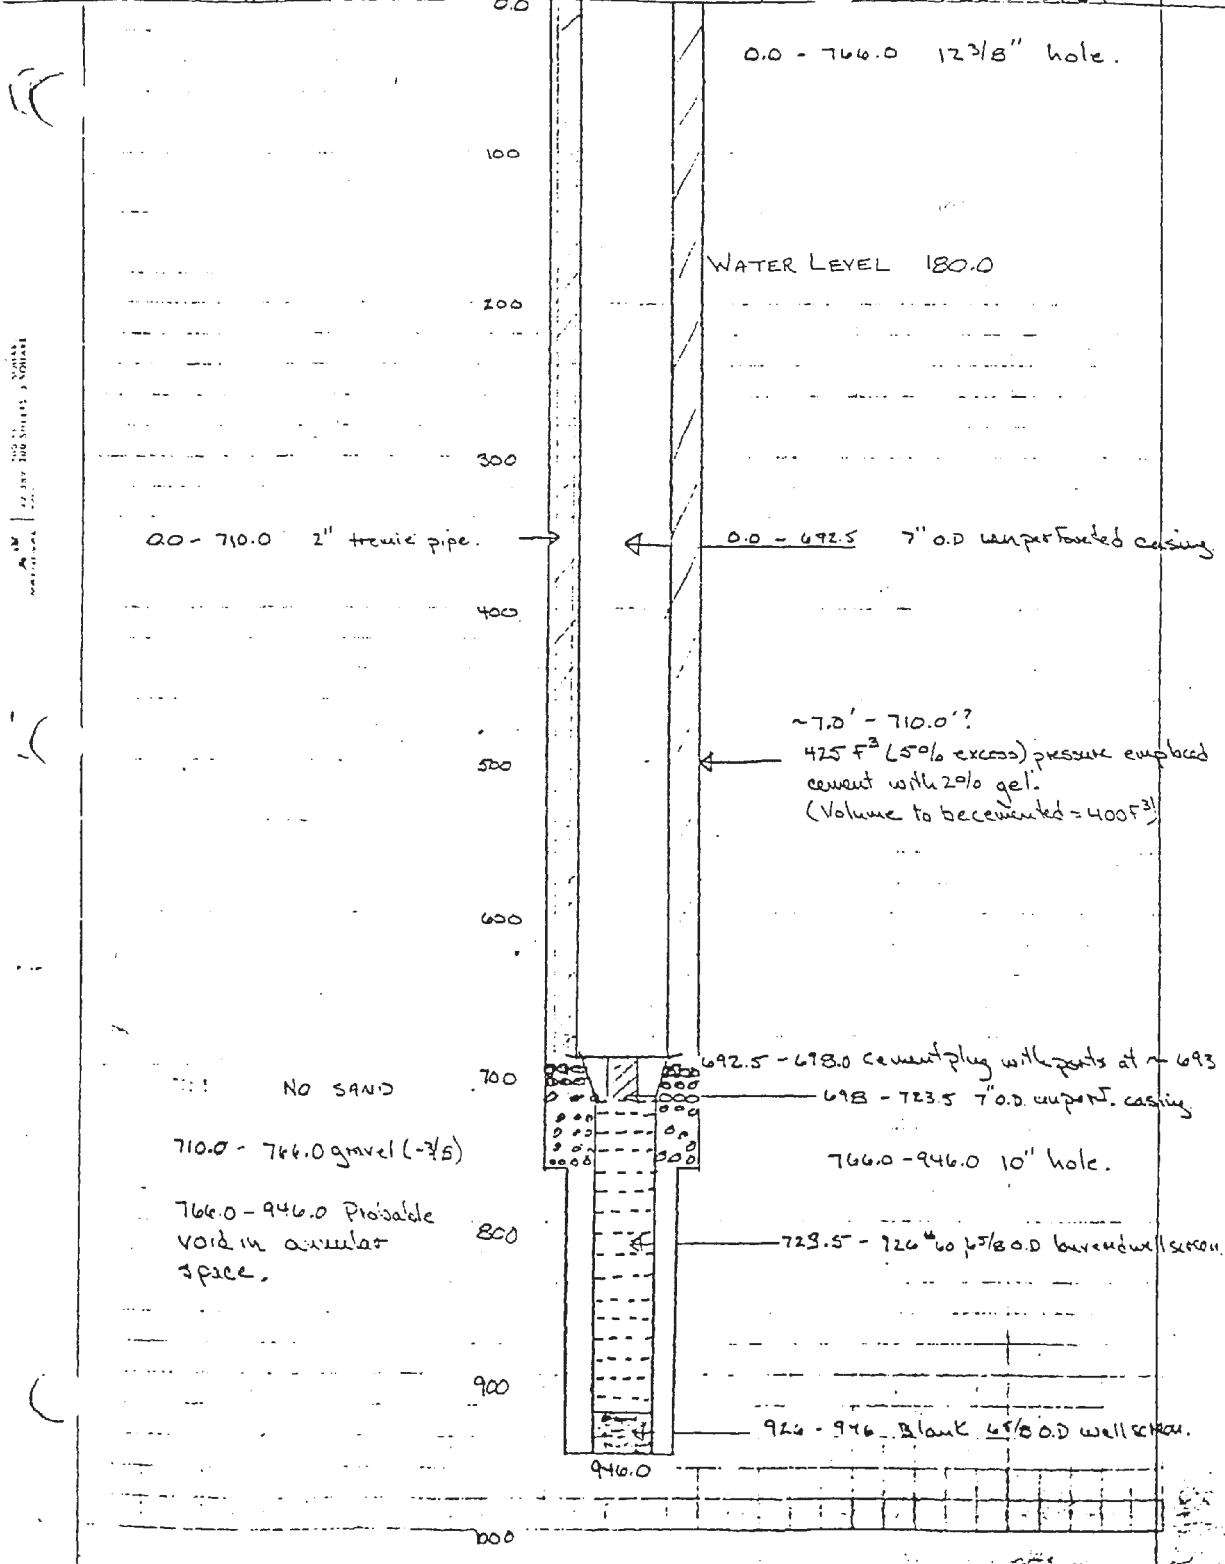 0.0
0.0 - 766.0 12 3/8" hole.
100
WATER LEVEL 180.0
200
300
0.0 - 710.0 2" tremie pipe.
0.0 - 692.5 7" O.D unperforated casing
400
~7.0' - 710.0'?
425 F³ (5% excess) pressure emplaced
cement with 2% gel.
(Volume to be cemented = 400F³)
500
600
692.5 - 698.0 cement plug with ports at ~ 693
700
NO SAND
698 - 723.5 7" O.D. unperf. casing
710.0 - 766.0 gravel (-3/8)
766.0 - 946.0 10" hole.
766.0 - 946.0 Probable
void in annular
space.
800
723.5 - 926 #60 6 5/8 O.D louvered well screen.
900
926 - 946 Blank 6 5/8 O.D well screen.
946.0
1000